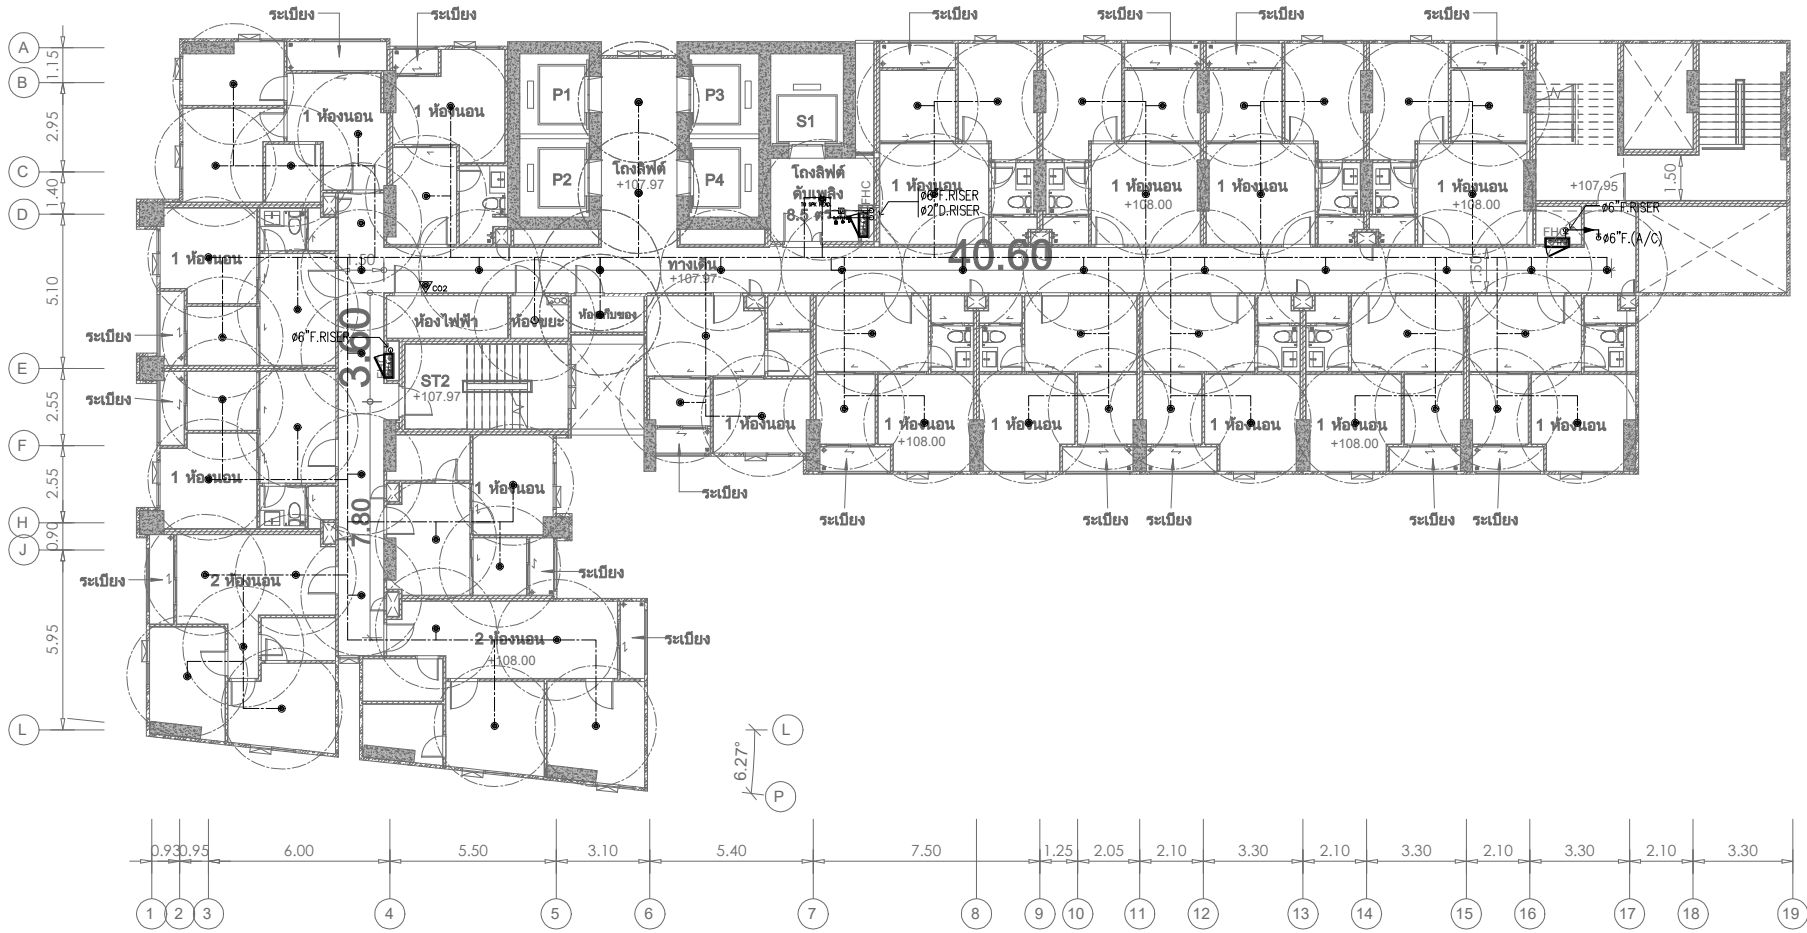 ระเบียง
ระเบียง
ระเบียง
ระเบียง
ระเบียง
ระเบียง
A
1.15
B
P1
P3
2.95
1 ห้องนอน
1 ห้องนอน
S1
C
P2
โถงลิฟต์
+107.97
P4
โถงลิฟต์
ดับเพลิง
1.40
1 ห้องนอน
1 ห้องนอน
+108.00
1 ห้องนอน
1 ห้องนอน
+108.00
+107.95
1.50
FHC
ø6"F.RISER
ø2"D.RISER
ø6"F.RISER
D
ø6"F.(A/C)
1 ห้องนอน
1.50
ทางเดิน
+107.97
40.60
1.50
5.10
CO2
3.60
ห้องไฟฟ้า
ห้องขยะ
ระเบียง
ø6"F.RISER
E
ST2
+107.97
ระเบียง
2.55
1 ห้องนอน
1 ห้องนอน
+108.00
1 ห้องนอน
1 ห้องนอน
1 ห้องนอน
+108.00
1 ห้องนอน
F
2.55
1 ห้องนอน
1 ห้องนอน
ระเบียง
7.80
ระเบียง
ระเบียง
ระเบียง
ระเบียง
ระเบียง
H
0.90
J
ระเบียง
2 ห้องนอน
ระเบียง
5.95
2 ห้องนอน
+108.00
ระเบียง
L
L
6.27°
P
0.93
0.95
6.00
5.50
3.10
5.40
7.50
1.25
2.05
2.10
3.30
2.10
3.30
2.10
3.30
2.10
3.30
1
2
3
4
5
6
7
8
9
10
11
12
13
14
15
16
17
18
19